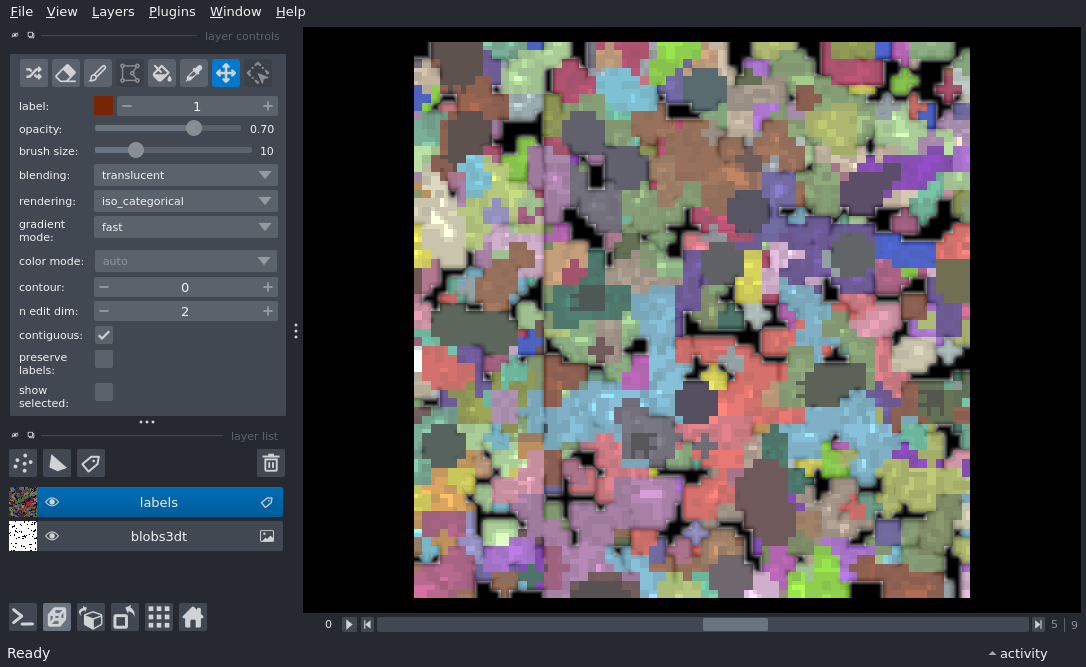 File View Layers Plugins Window Help
layer controls
label: 1
opacity: 0.70
brush size: 10
blending: translucent
rendering: iso_categorical
gradient mode: fast
color mode: auto
contour: 0
n edit dim: 2
contiguous:
preserve labels:
show selected:
layer list
labels
blobs3dt
0 5 | 9
Ready activity